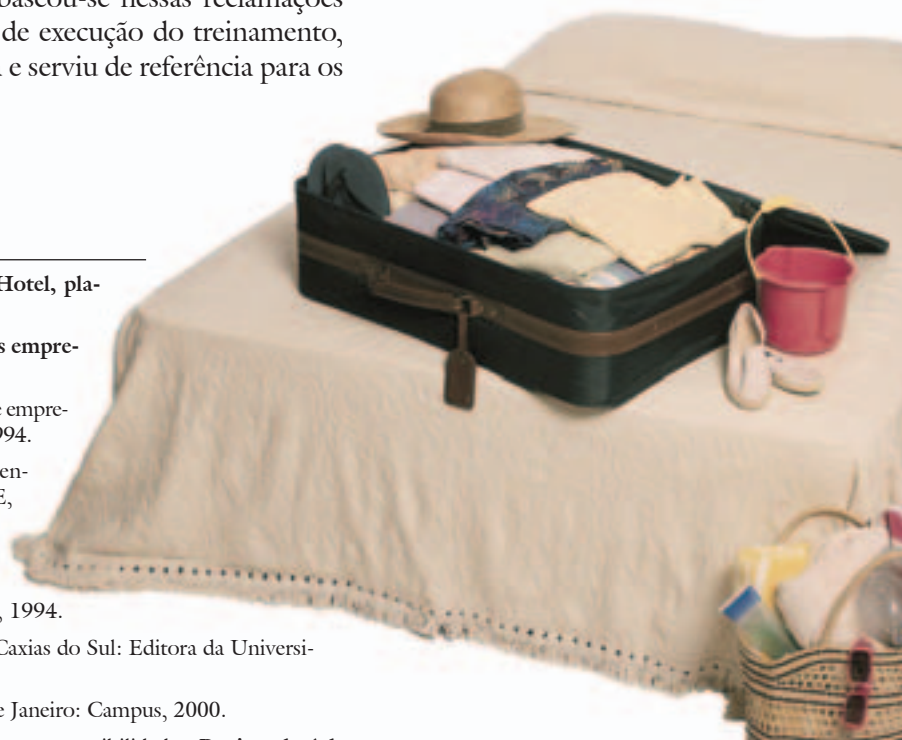 baseou-se nessas reclamações
de execução do treinamento,
e serviu de referência para os
Hotel, pla-
s empre-
empre-
994.
en-
E,
, 1994.
Caxias do Sul: Editora da Universi-
e Janeiro: Campus, 2000.